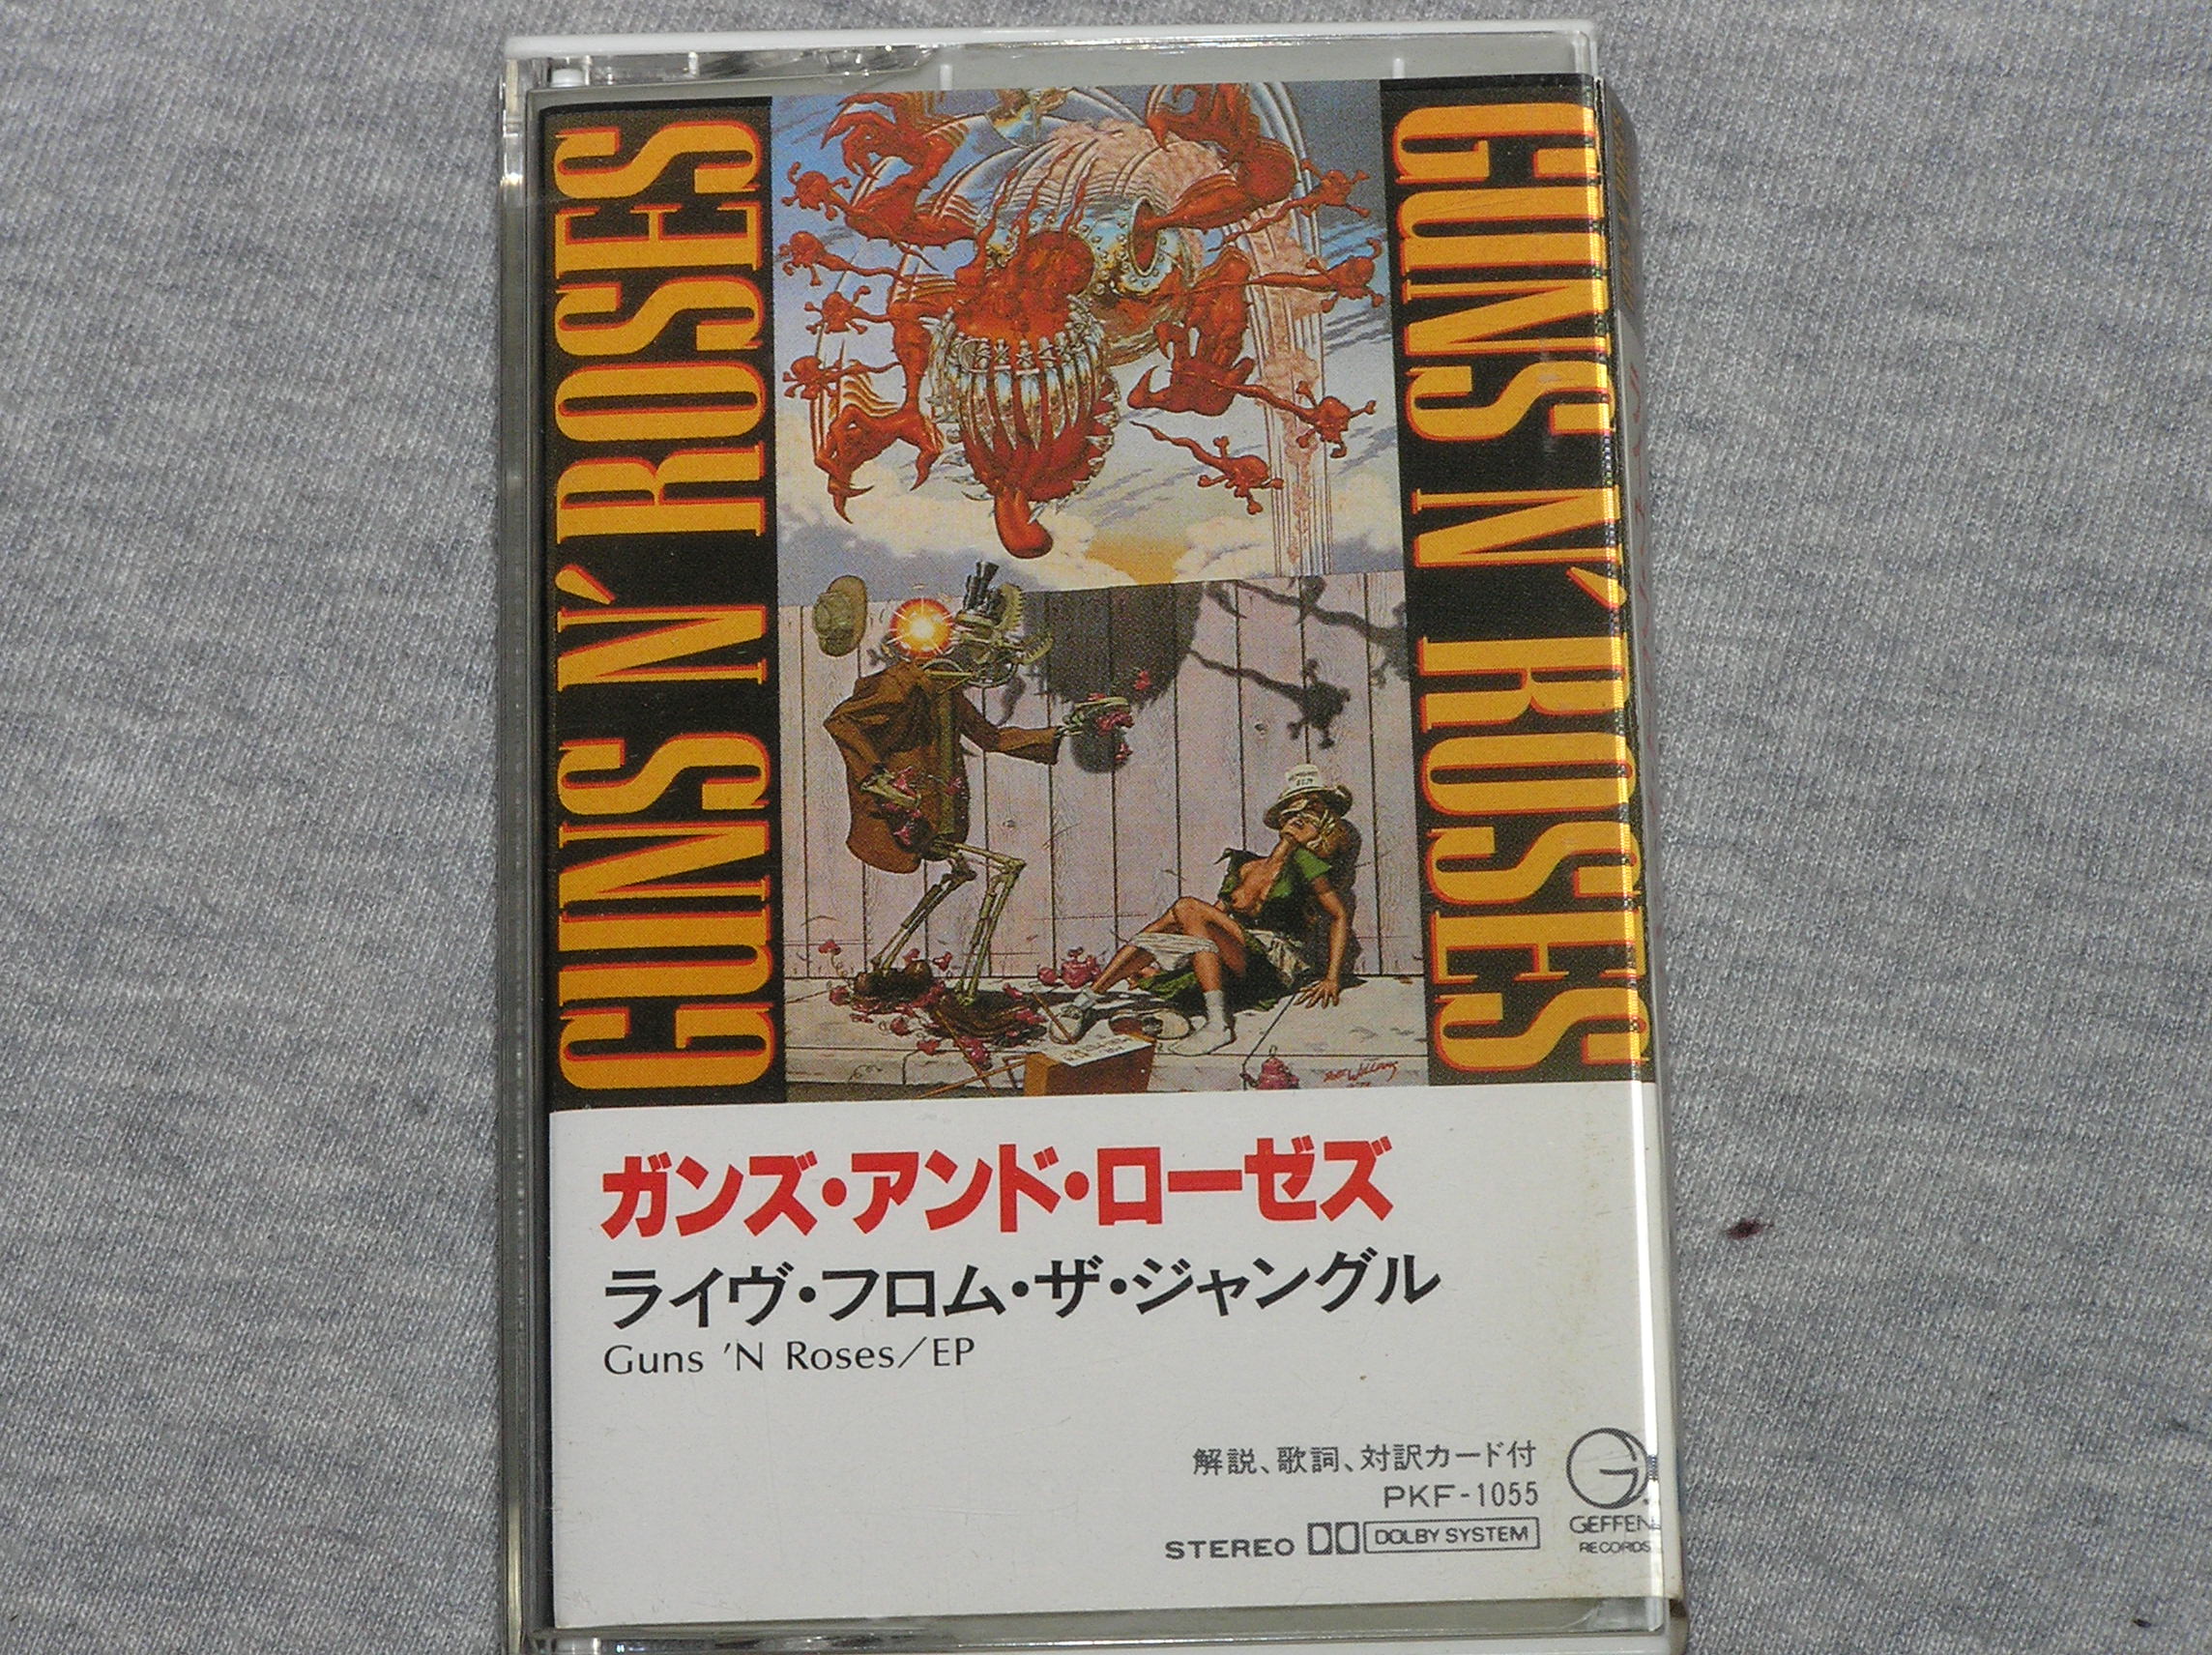 GUNS N' ROSES
GUNS N' ROSES
ガンズ・アンド・ローゼズ
ライヴ・フロム・ザ・ジャングル
Guns 'N Roses/EP
解説、歌詞、対訳カード付
PKF-1055
STEREO DOLBY SYSTEM
GEFFEN
RECORDS